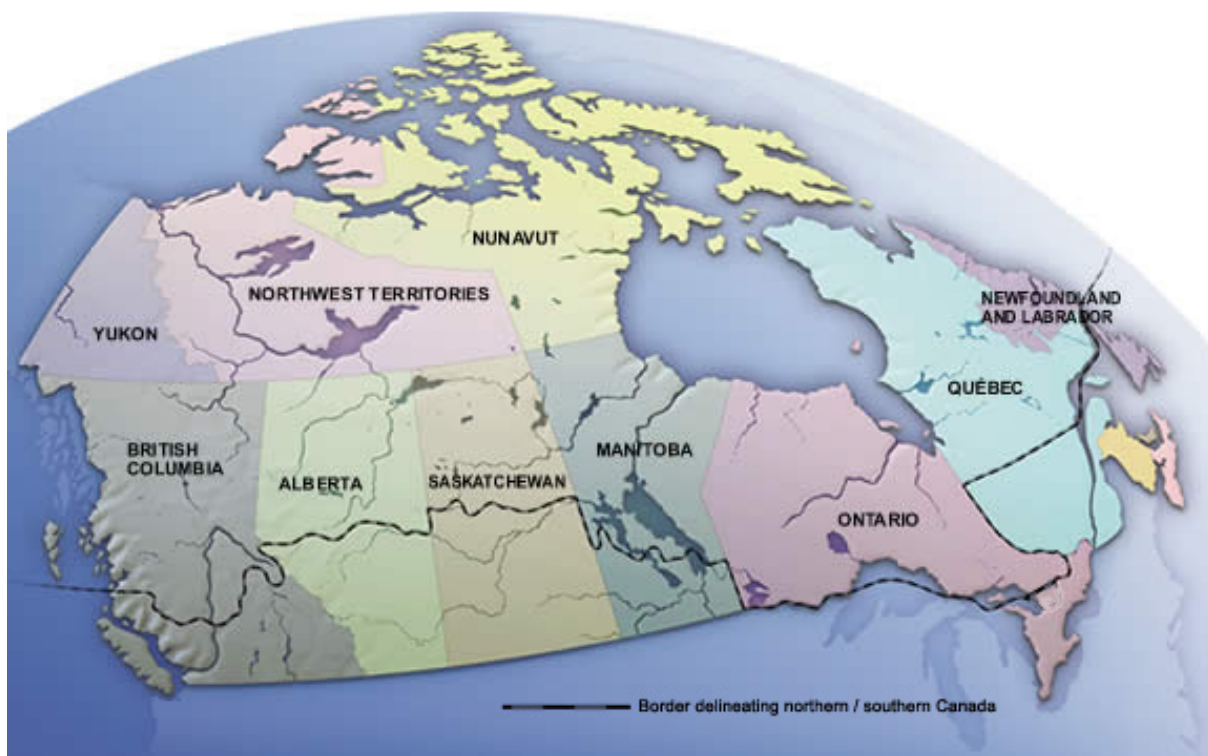 NUNAVUT
NORTHWEST TERRITORIES
YUKON
NEWFOUNDLAND
AND LABRADOR
QUÉBEC
BRITISH
COLUMBIA
ALBERTA
SASKATCHEWAN
MANITOBA
ONTARIO
Border delineating northern / southern Canada